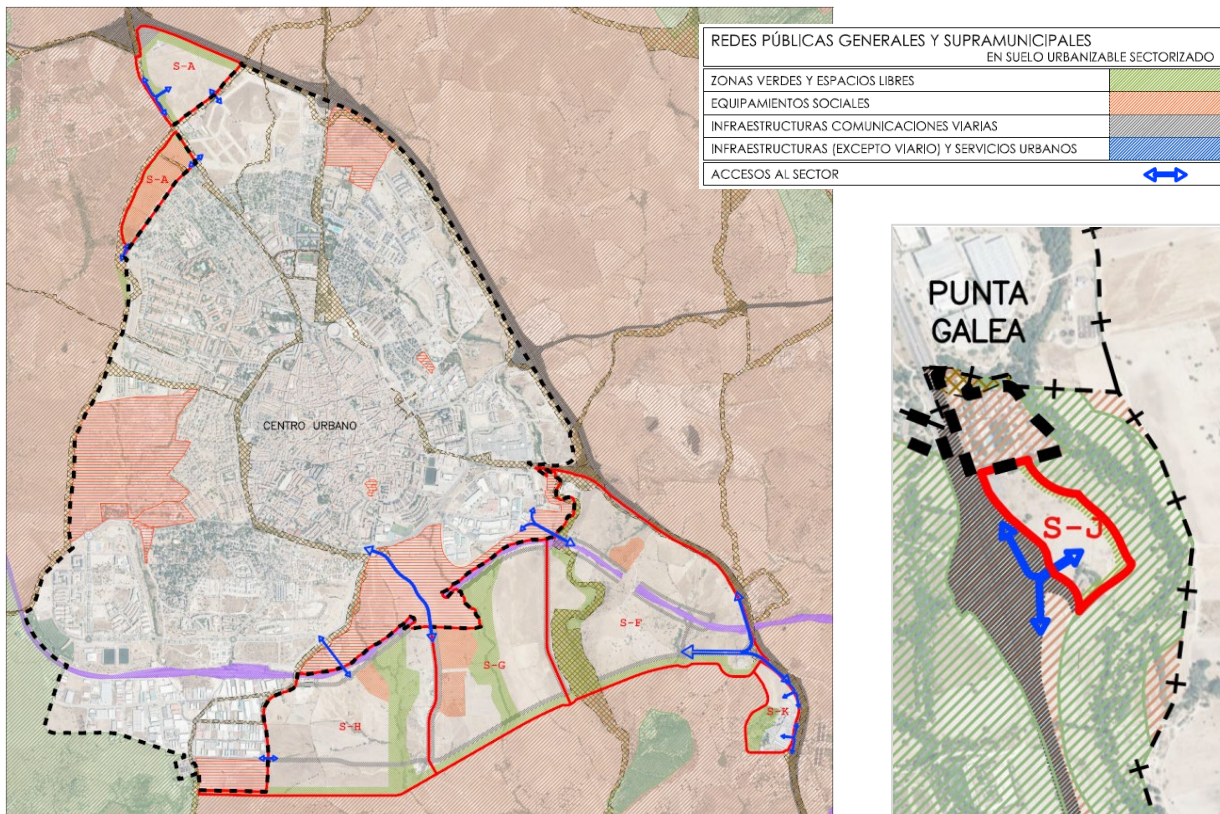 REDES PÚBLICAS GENERALES Y SUPRAMUNICIPALES
EN SUELO URBANIZABLE SECTORIZADO
ZONAS VERDES Y ESPACIOS LIBRES
EQUIPAMIENTOS SOCIALES
INFRAESTRUCTURAS COMUNICACIONES VIARIAS
INFRAESTRUCTURAS (EXCEPTO VIARIO) Y SERVICIOS URBANOS
ACCESOS AL SECTOR
S-A
S-A
CENTRO URBANO
S-F
S-G
S-H
S-K
PUNTA
GALEA
S-J